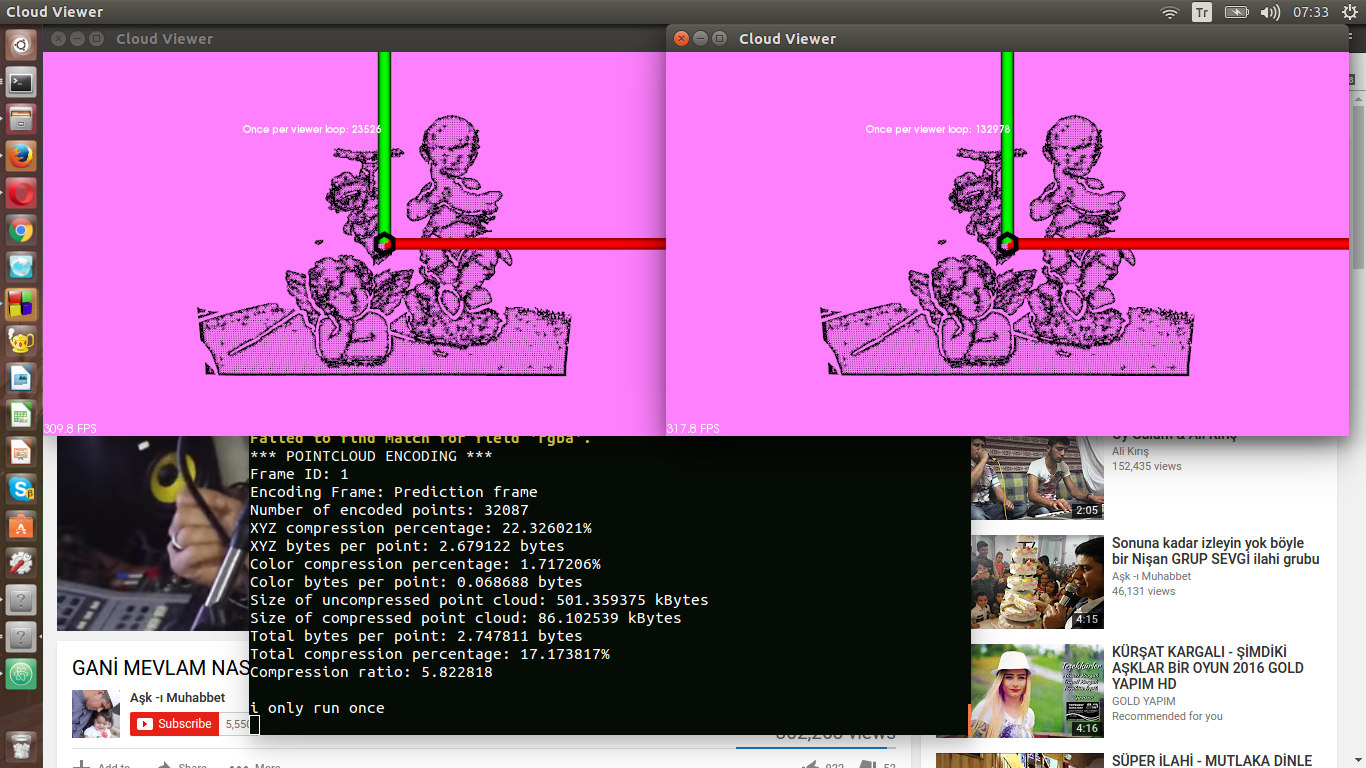 Cloud Viewer
Tr
07:33
Cloud Viewer
Cloud Viewer
Once per viewer loop: 23526
Once per viewer loop: 132978
309.8 FPS
317.8 FPS
Failed to find match for field 'rgba'.
*** POINTCLOUD ENCODING ***
Frame ID: 1
Encoding Frame: Prediction frame
Number of encoded points: 32087
XYZ compression percentage: 22.326021%
XYZ bytes per point: 2.679122 bytes
Color compression percentage: 1.717206%
Color bytes per point: 0.068688 bytes
Size of uncompressed point cloud: 501.359375 kBytes
Size of compressed point cloud: 86.102539 kBytes
Total bytes per point: 2.747811 bytes
Total compression percentage: 17.173817%
Compression ratio: 5.822818
i only run once
GANİ MEVLAM NAS
Aşk -ı Muhabbet
Subscribe
5,550
views
Add to
Share
More
Ali Kırış
152,435 views
2:05
Sonuna kadar izleyin yok böyle
bir Nişan GRUP SEVGİ ilahi grubu
Aşk -ı Muhabbet
46,131 views
4:15
KÜRŞAT KARGALI - ŞİMDİKİ
AŞKLAR BİR OYUN 2016 GOLD
YAPIM HD
GOLD YAPIM
Recommended for you
4:16
SÜPER İLAHİ - MUTLAKA DİNLE